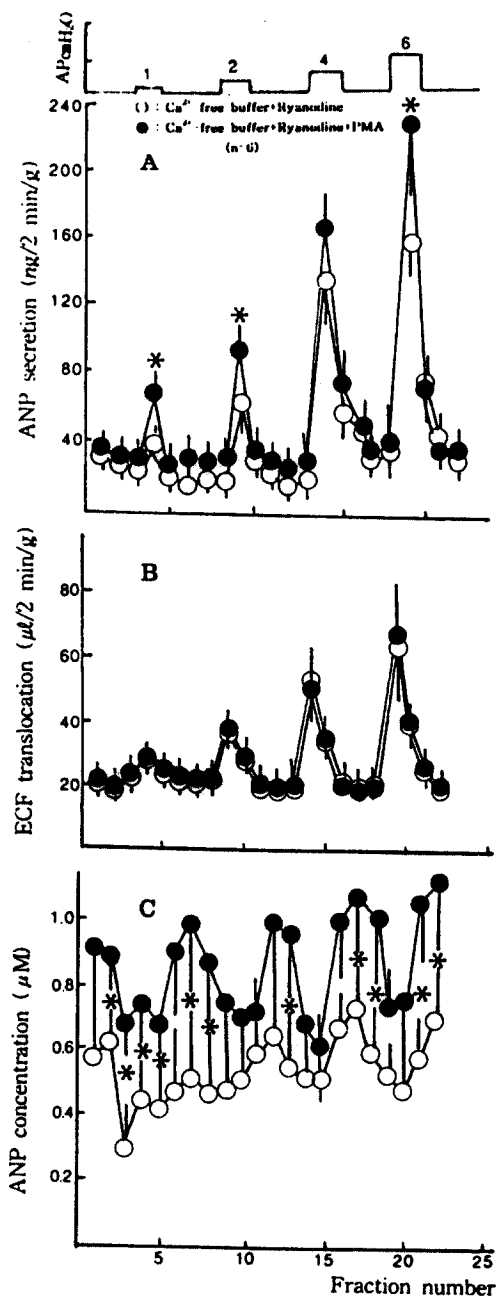 APcmH₂O
1 2 4 6
○ : Ca²⁺ free buffer+Ryanodine
● : Ca²⁺ free buffer+Ryanodine+PMA
(n=6)
A
ANP secretion (ng/2 min/g)
240
200
160
120
80
40
* * *
B
ECF translocation (µl/2 min/g)
80
60
40
20
C
ANP concentration (µM)
1.0
0.8
0.6
0.4
0.2
* * * * * * * * * * *
5 10 15 20 25
Fraction number